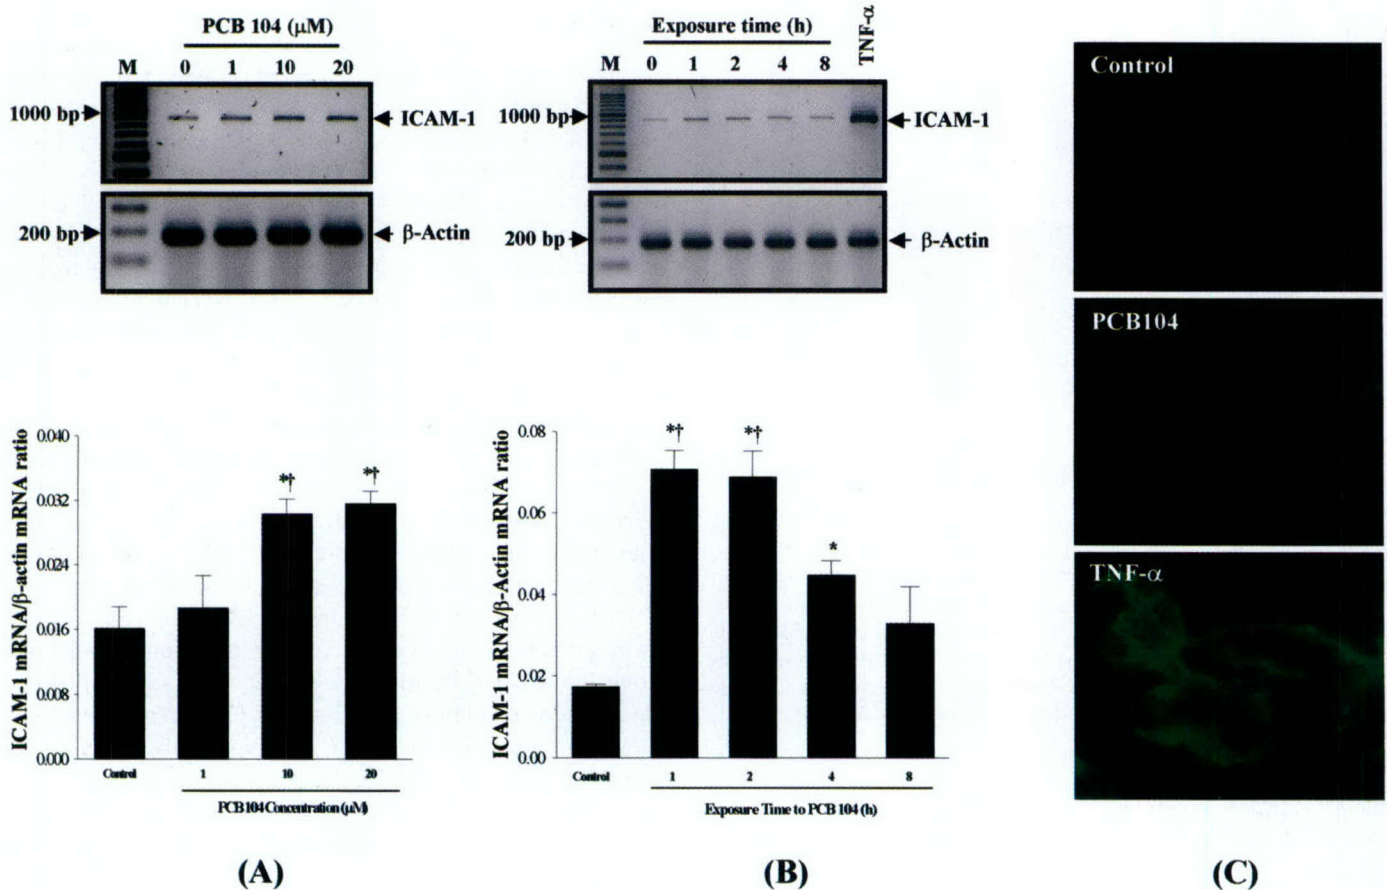 PCB 104 (µM)
M 0 1 10 20
1000 bp
ICAM-1
200 bp
β-Actin
ICAM-1 mRNA/β-actin mRNA ratio
0.040
0.032
0.024
0.016
0.008
0.000
*†
*†
Control 1 10 20
PCB 104 Concentration (µM)
(A)
Exposure time (h)
TNF-α
M 0 1 2 4 8
1000 bp
ICAM-1
200 bp
β-Actin
ICAM-1 mRNA/β-Actin mRNA ratio
0.08
0.06
0.04
0.02
0.00
*†
*†
*
Control 1 2 4 8
Exposure Time to PCB 104 (h)
(B)
Control
PCB104
TNF-α
(C)